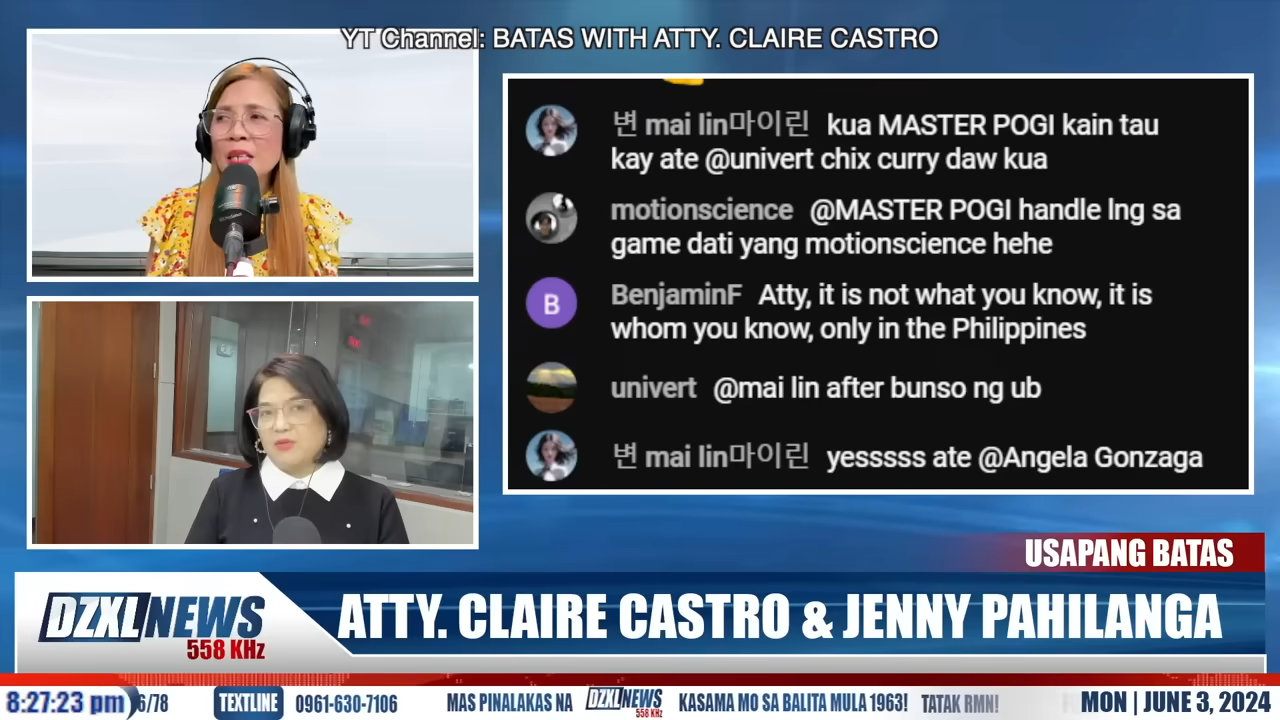 YT Channel: BATAS WITH ATTY. CLAIRE CASTRO
변 mai lin마이린 kua MASTER POGI kain tau
kay ate @univert chix curry daw kua
motionscience @MASTER POGI handle lng sa
game dati yang motionscience hehe
B
BenjaminF Atty, it is not what you know, it is
whom you know, only in the Philippines
univert @mai lin after bunso ng ub
변 mai lin마이린 yesssss ate @Angela Gonzaga
USAPANG BATAS
DZXL NEWS
558 KHz
ATTY. CLAIRE CASTRO & JENNY PAHILANGA
8:27:23 pm 6/78 TEXTLINE 0961-630-7106 MAS PINALAKAS NA DZXL NEWS 558 KHz KASAMA MO SA BALITA MULA 1963! TATAK RMN! MON | JUNE 3, 2024